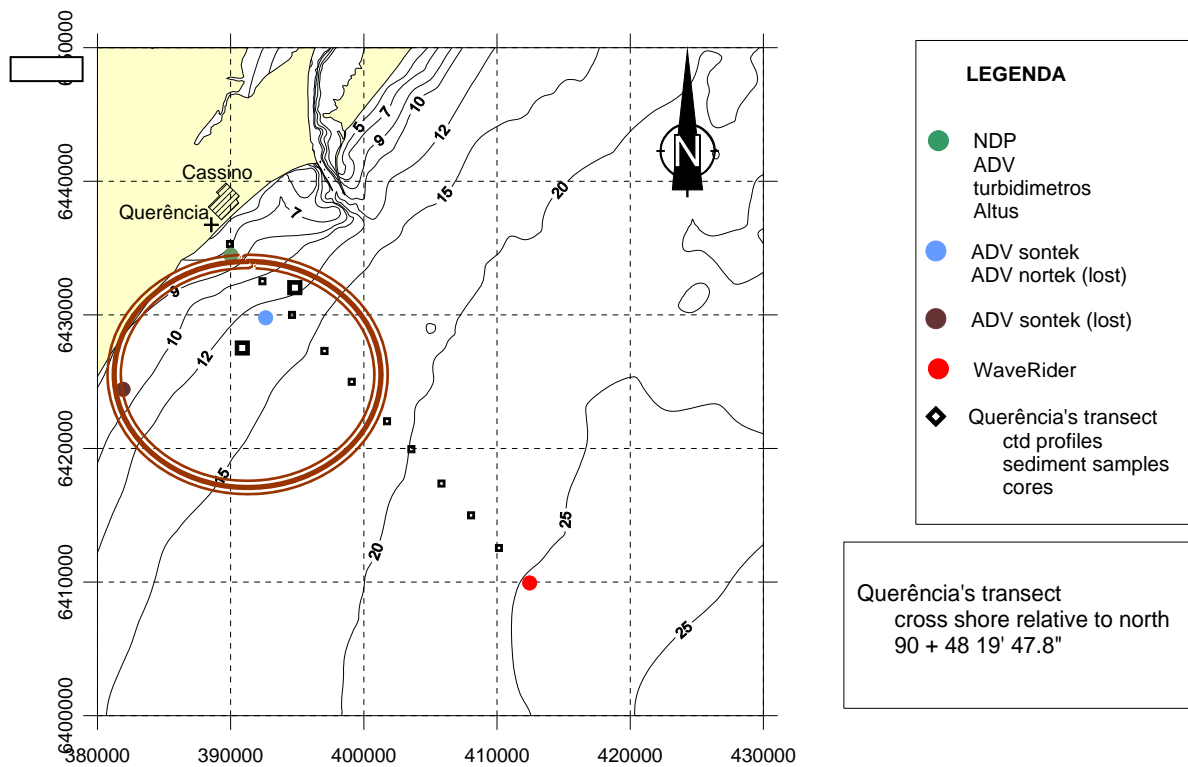 6450000
6440000
6430000
6420000
6410000
6400000
380000
390000
400000
410000
420000
430000
Cassino
Querência
5
7
9
10
12
15
20
7
9
10
12
15
20
25
25
N
LEGENDA
NDP
ADV
turbidimetros
Altus
ADV sontek
ADV nortek (lost)
ADV sontek (lost)
WaveRider
Querência's transect
ctd profiles
sediment samples
cores
Querência's transect
cross shore relative to north
90 + 48 19' 47.8"